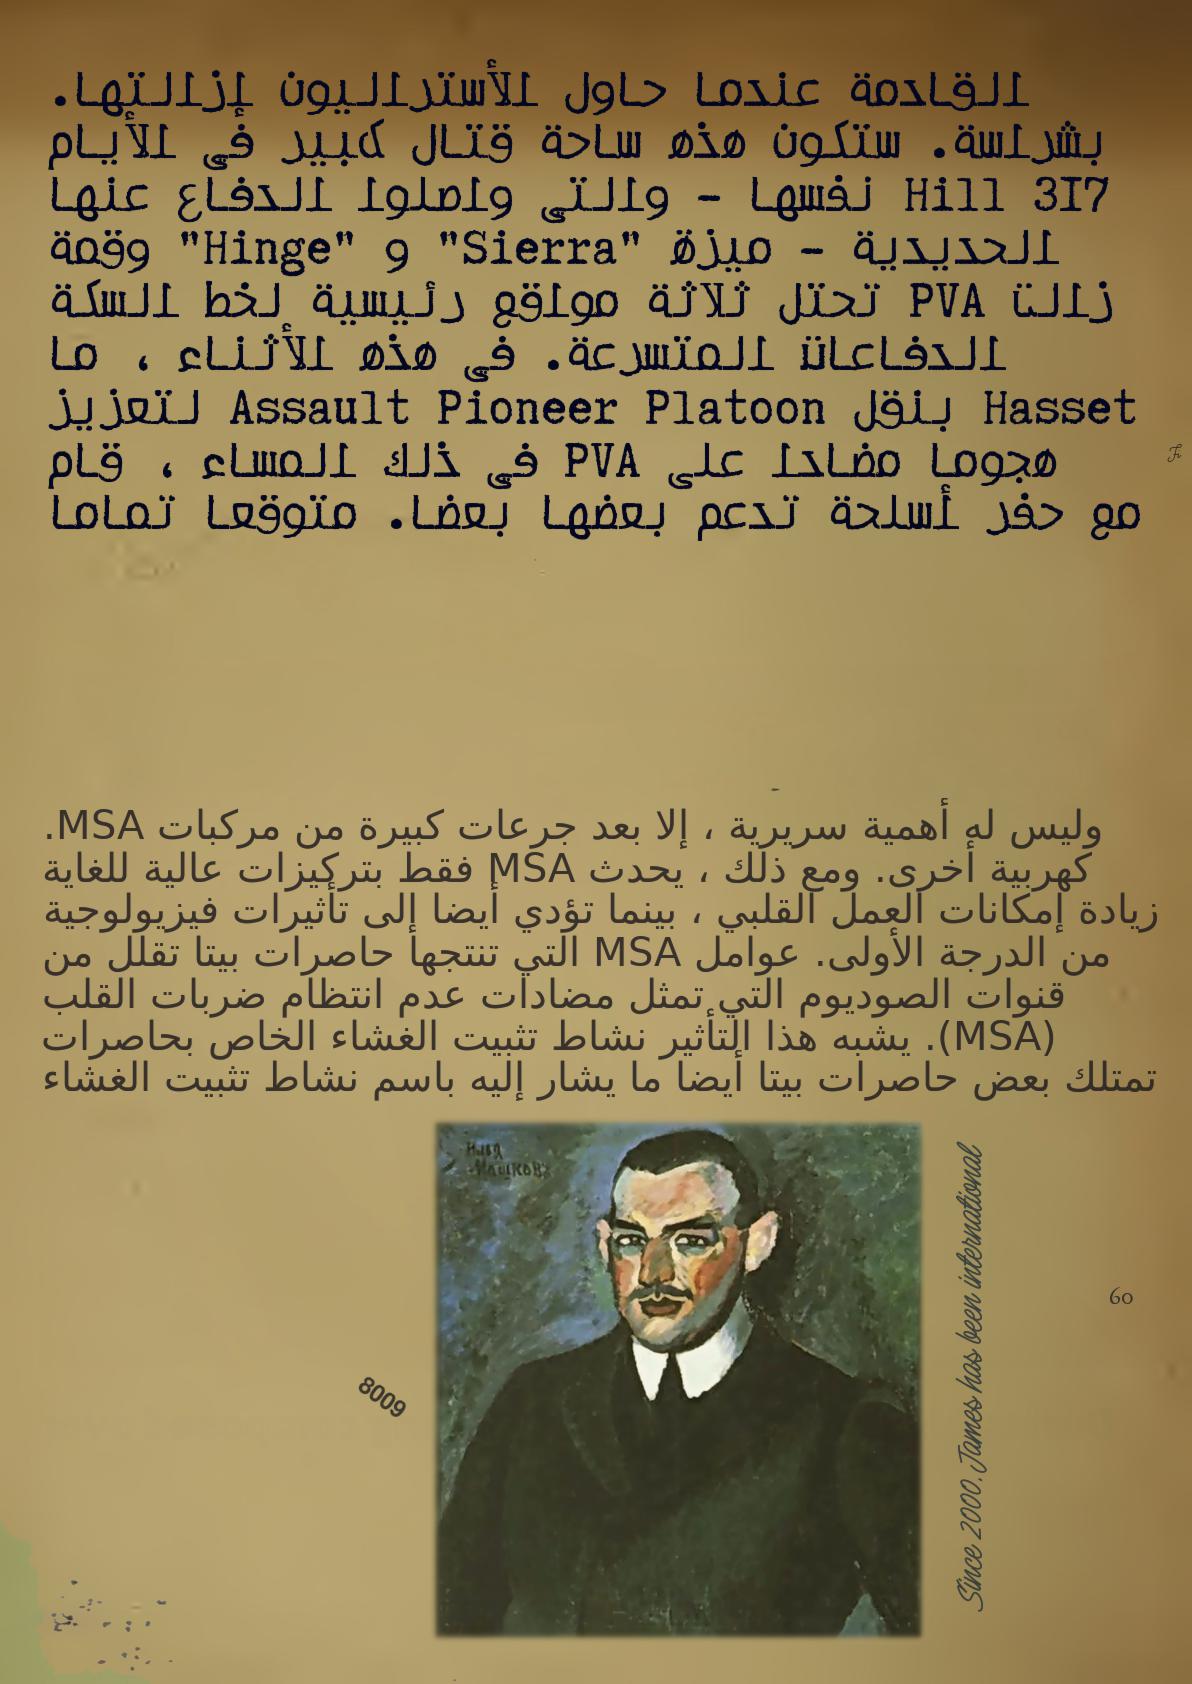 القادمة عندما حاول الأستراليون إزالتها.
بشراسة. ستكون هذه ساحة قتال كبير في الأيام
Hill 317 نفسها - والتي واصلوا الدفاع عنها
الحديدية - ميزة "Sierra" و "Hinge" وقمة
زالت PVA تحتل ثلاثة مواقع رئيسية لخط السكة
الدفاعات المتسرعة. في هذه الأثناء ، ما
Hasset بنقل Assault Pioneer Platoon لتعزيز
هجوما مضادا على PVA في ذلك المساء ، قام
مع حفر أسلحة تدعم بعضها بعضا. متوقعا تماما
وليس له أهمية سريرية ، إلا بعد جرعات كبيرة من مركبات MSA.
كهربية أخرى. ومع ذلك ، يحدث MSA فقط بتركيزات عالية للغاية
زيادة إمكانات العمل القلبي ، بينما تؤدي أيضا إلى تأثيرات فيزيولوجية
من الدرجة الأولى. عوامل MSA التي تنتجها حاصرات بيتا تقلل من
قنوات الصوديوم التي تمثل مضادات عدم انتظام ضربات القلب
(MSA). يشبه هذا التأثير نشاط تثبيت الغشاء الخاص بحاصرات
تمتلك بعض حاصرات بيتا أيضا ما يشار إليه باسم نشاط تثبيت الغشاء
Илья
Машковъ
Since 2000, James has been international
60
8009